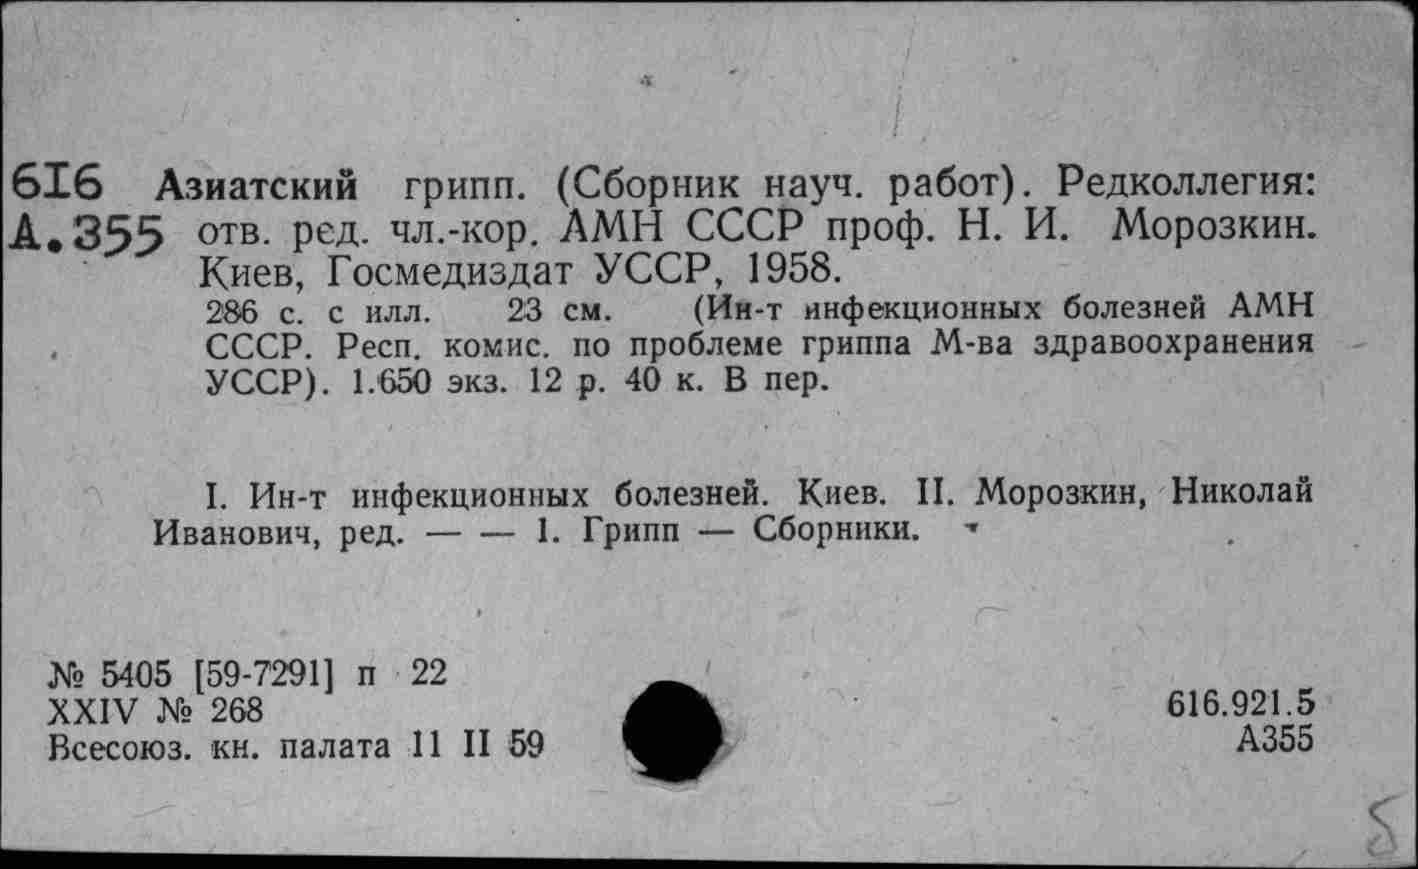 616 Азиатский грипп. (Сборник науч. работ). Редколлегия:
А.355 отв. ред. чл.-кор. АМН СССР проф. Н. И. Морозкин.
Киев, Госмедиздат УССР, 1958.
286 с. с илл. 23 см. (Ин-т инфекционных болезней АМН
СССР. Респ. комис. по проблеме гриппа М-ва здравоохранения
УССР). 1.650 экз. 12 р. 40 к. В пер.
I. Ин-т инфекционных болезней. Киев. II. Морозкин, Николай
Иванович, ред. — — 1. Грипп — Сборники.
№ 5405 [59-7291] п 22
XXIV № 268
Всесоюз. кн. палата 11 II 59
616.921.5
А355